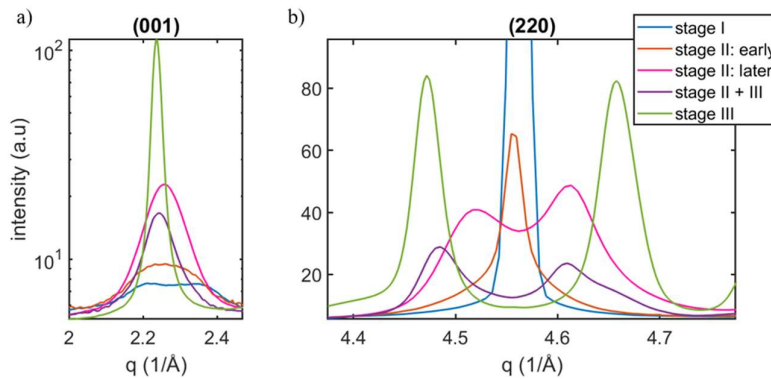 a)
(001)
10²
10¹
intensity (a.u)
2
2.2
2.4
q (1/Å)
b)
(220)
80
60
40
20
4.4
4.5
4.6
4.7
q (1/Å)
stage I
stage II: early
stage II: later
stage II + III
stage III